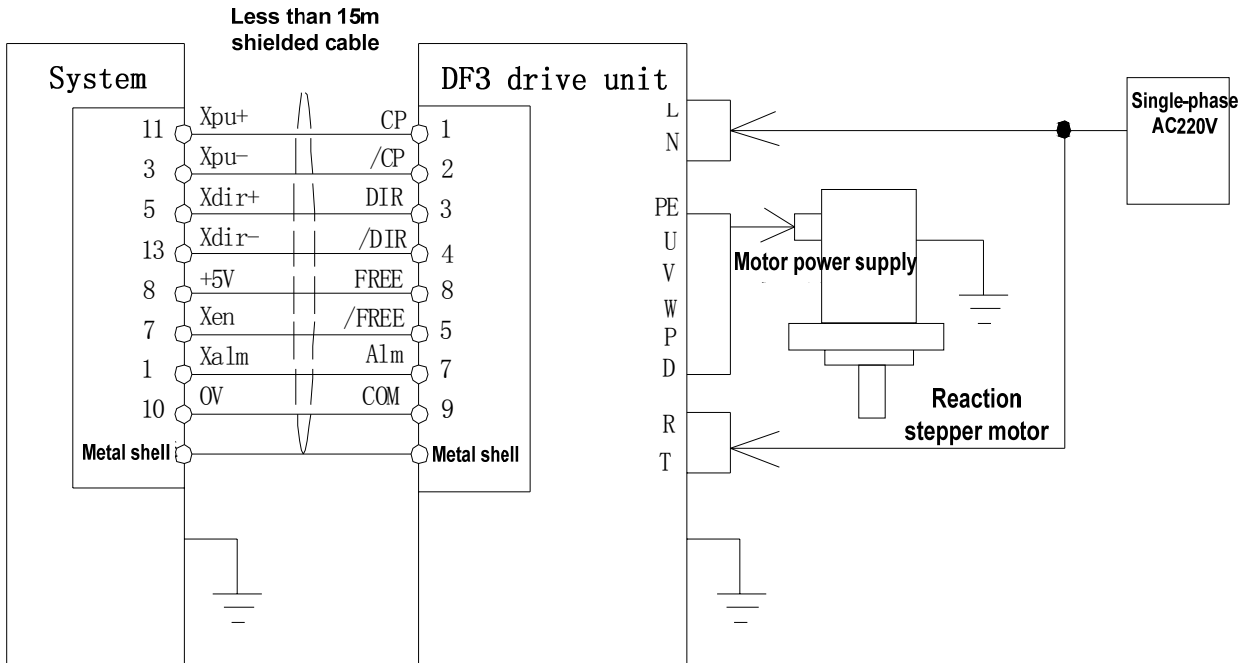 Less than 15m
shielded cable
System
DF3 drive unit
11 Xpu+ CP 1
3 Xpu- /CP 2
5 Xdir+ DIR 3
13 Xdir- /DIR 4
8 +5V FREE 8
7 Xen /FREE 5
1 Xalm Alm 7
10 0V COM 9
Metal shell Metal shell
L
N
PE
U
V
W
P
D
R
T
Single-phase
AC220V
Motor power supply
Reaction
stepper motor